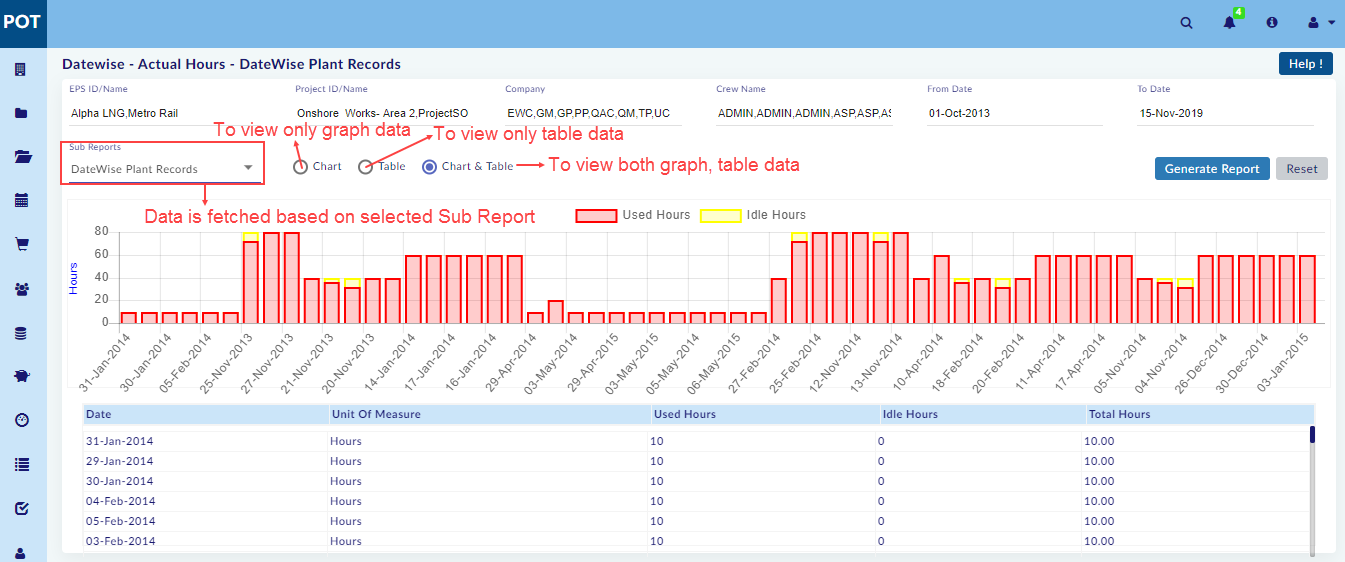 POT
4
Datewise - Actual Hours - DateWise Plant Records
Help !
EPS ID/Name Project ID/Name Company Crew Name From Date To Date
Alpha LNG,Metro Rail Onshore Works- Area 2,ProjectSO EWC,GM,GP,PP,QAC,QM,TP,UC ADMIN,ADMIN,ADMIN,ASP,ASP,AS 01-Oct-2013 15-Nov-2019
To view only graph data
To view only table data
Sub Reports
DateWise Plant Records
Chart Table Chart & Table
To view both graph, table data
Generate Report Reset
Data is fetched based on selected Sub Report
Used Hours Idle Hours
Hours
80
60
40
20
0
31-Jan-2014
30-Jan-2014
05-Feb-2014
25-Nov-2013
27-Nov-2013
21-Nov-2013
20-Nov-2013
14-Jan-2014
17-Jan-2014
16-Jan-2014
29-Apr-2014
03-May-2014
29-Apr-2015
03-May-2015
05-May-2014
06-May-2015
27-Feb-2014
25-Feb-2014
12-Nov-2014
13-Nov-2014
10-Apr-2014
18-Feb-2014
20-Feb-2014
11-Apr-2014
17-Apr-2014
05-Nov-2014
04-Nov-2014
26-Dec-2014
30-Dec-2014
03-Jan-2015
Date Unit Of Measure Used Hours Idle Hours Total Hours
31-Jan-2014 Hours 10 0 10.00
29-Jan-2014 Hours 10 0 10.00
30-Jan-2014 Hours 10 0 10.00
04-Feb-2014 Hours 10 0 10.00
05-Feb-2014 Hours 10 0 10.00
03-Feb-2014 Hours 10 0 10.00